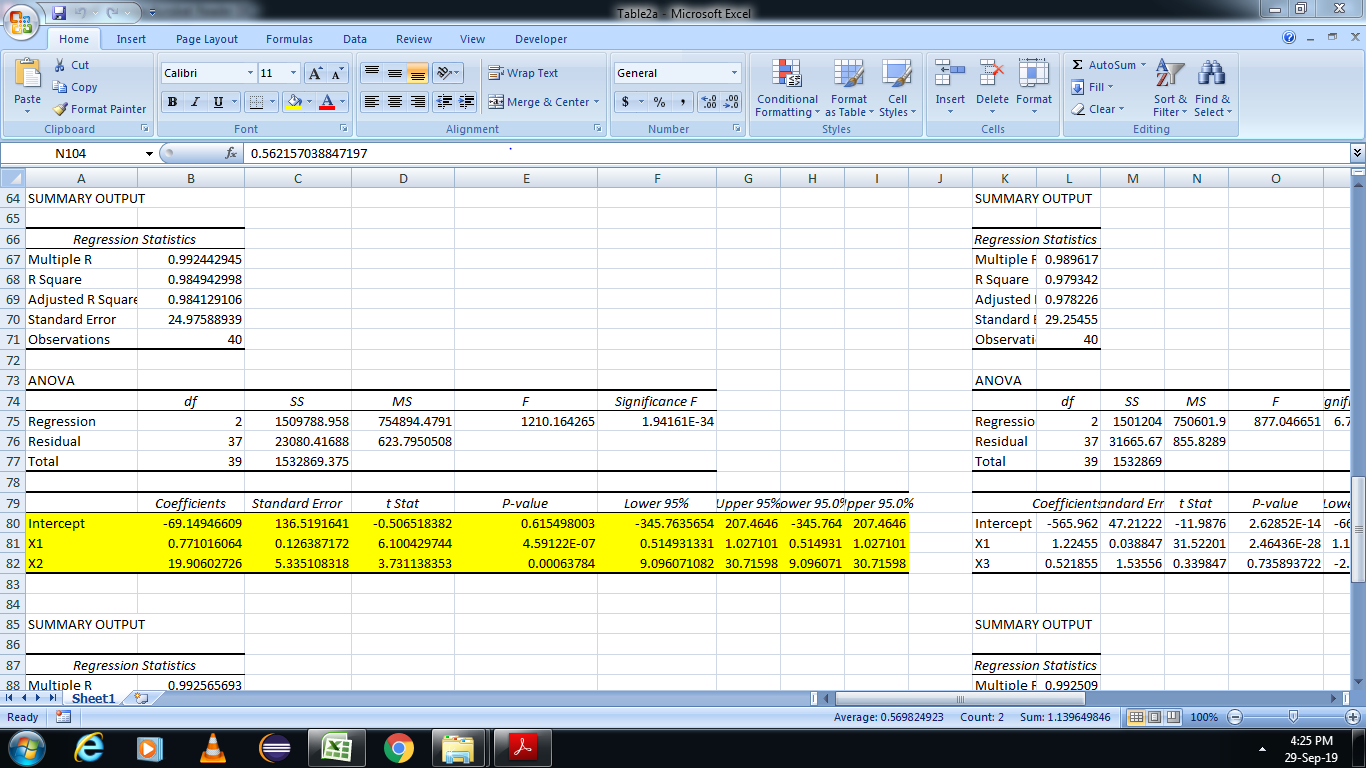 Table2a - Microsoft Excel
Home Insert Page Layout Formulas Data Review View Developer
Paste Cut Copy Format Painter Clipboard
Calibri 11 A A B I U A Font
Wrap Text Merge & Center Alignment
General $ % , .0 .00 .00 .0 Number
Conditional Formatting Format as Table Cell Styles Styles
Insert Delete Format Cells
Σ AutoSum Fill Clear Sort & Filter Find & Select Editing
N104 fx 0.562157038847197
A B C D E F G H I J K L M N O
64 SUMMARY OUTPUT SUMMARY OUTPUT
65
66 Regression Statistics Regression Statistics
67 Multiple R 0.992442945 Multiple R 0.989617
68 R Square 0.984942998 R Square 0.979342
69 Adjusted R Square 0.984129106 Adjusted 0.978226
70 Standard Error 24.97588939 Standard E 29.25455
71 Observations 40 Observati 40
72
73 ANOVA ANOVA
74 df SS MS F Significance F df SS MS F gnifi
75 Regression 2 1509788.958 754894.4791 1210.164265 1.94161E-34 Regressio 2 1501204 750601.9 877.046651 6.7
76 Residual 37 23080.41688 623.7950508 Residual 37 31665.67 855.8289
77 Total 39 1532869.375 Total 39 1532869
78
79 Coefficients Standard Error t Stat P-value Lower 95% Upper 95% ower 95.0% Upper 95.0% Coefficients andard Err t Stat P-value Lowe
80 Intercept -69.14946609 136.5191641 -0.506518382 0.615498003 -345.7635654 207.4646 -345.764 207.4646 Intercept -565.962 47.21222 -11.9876 2.62852E-14 -66
81 X1 0.771016064 0.126387172 6.100429744 4.59122E-07 0.514931331 1.027101 0.514931 1.027101 X1 1.22455 0.038847 31.52201 2.46436E-28 1.1
82 X2 19.90602726 5.335108318 3.731138353 0.00063784 9.096071082 30.71598 9.096071 30.71598 X3 0.521855 1.53556 0.339847 0.735893722 -2.
83
84
85 SUMMARY OUTPUT SUMMARY OUTPUT
86
87 Regression Statistics Regression Statistics
88 Multiple R 0.992565693 Multiple R 0.992509
Sheet1
Ready Average: 0.569824923 Count: 2 Sum: 1.139649846 100%
4:25 PM
29-Sep-19